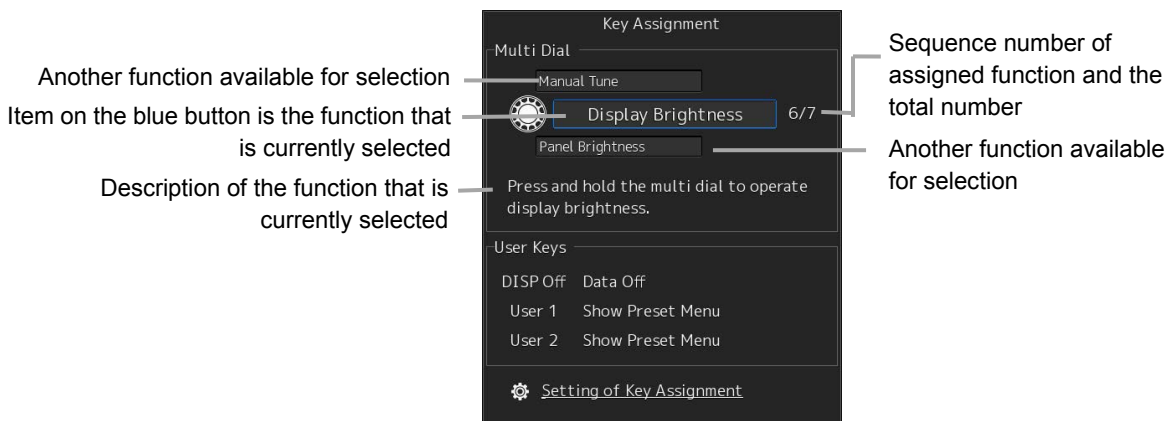 Key Assignment
Multi Dial
Another function available for selection
Manual Tune
Item on the blue button is the function that
is currently selected
Display Brightness
6/7
Sequence number of
assigned function and the
total number
Panel Brightness
Another function available
for selection
Description of the function that is
currently selected
Press and hold the multi dial to operate
display brightness.
User Keys
DISP Off Data Off
User 1 Show Preset Menu
User 2 Show Preset Menu
Setting of Key Assignment